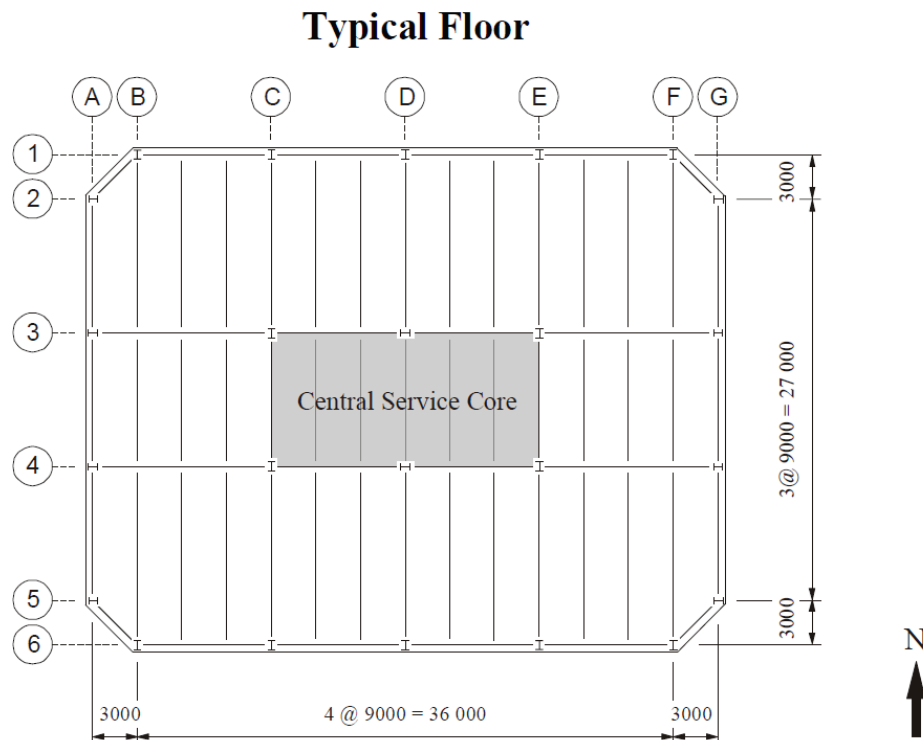 Typical Floor
A B C D E F G
1
2
3
4
5
6
3000
3@ 9000 = 27 000
3000
Central Service Core
N
3000 4 @ 9000 = 36 000 3000